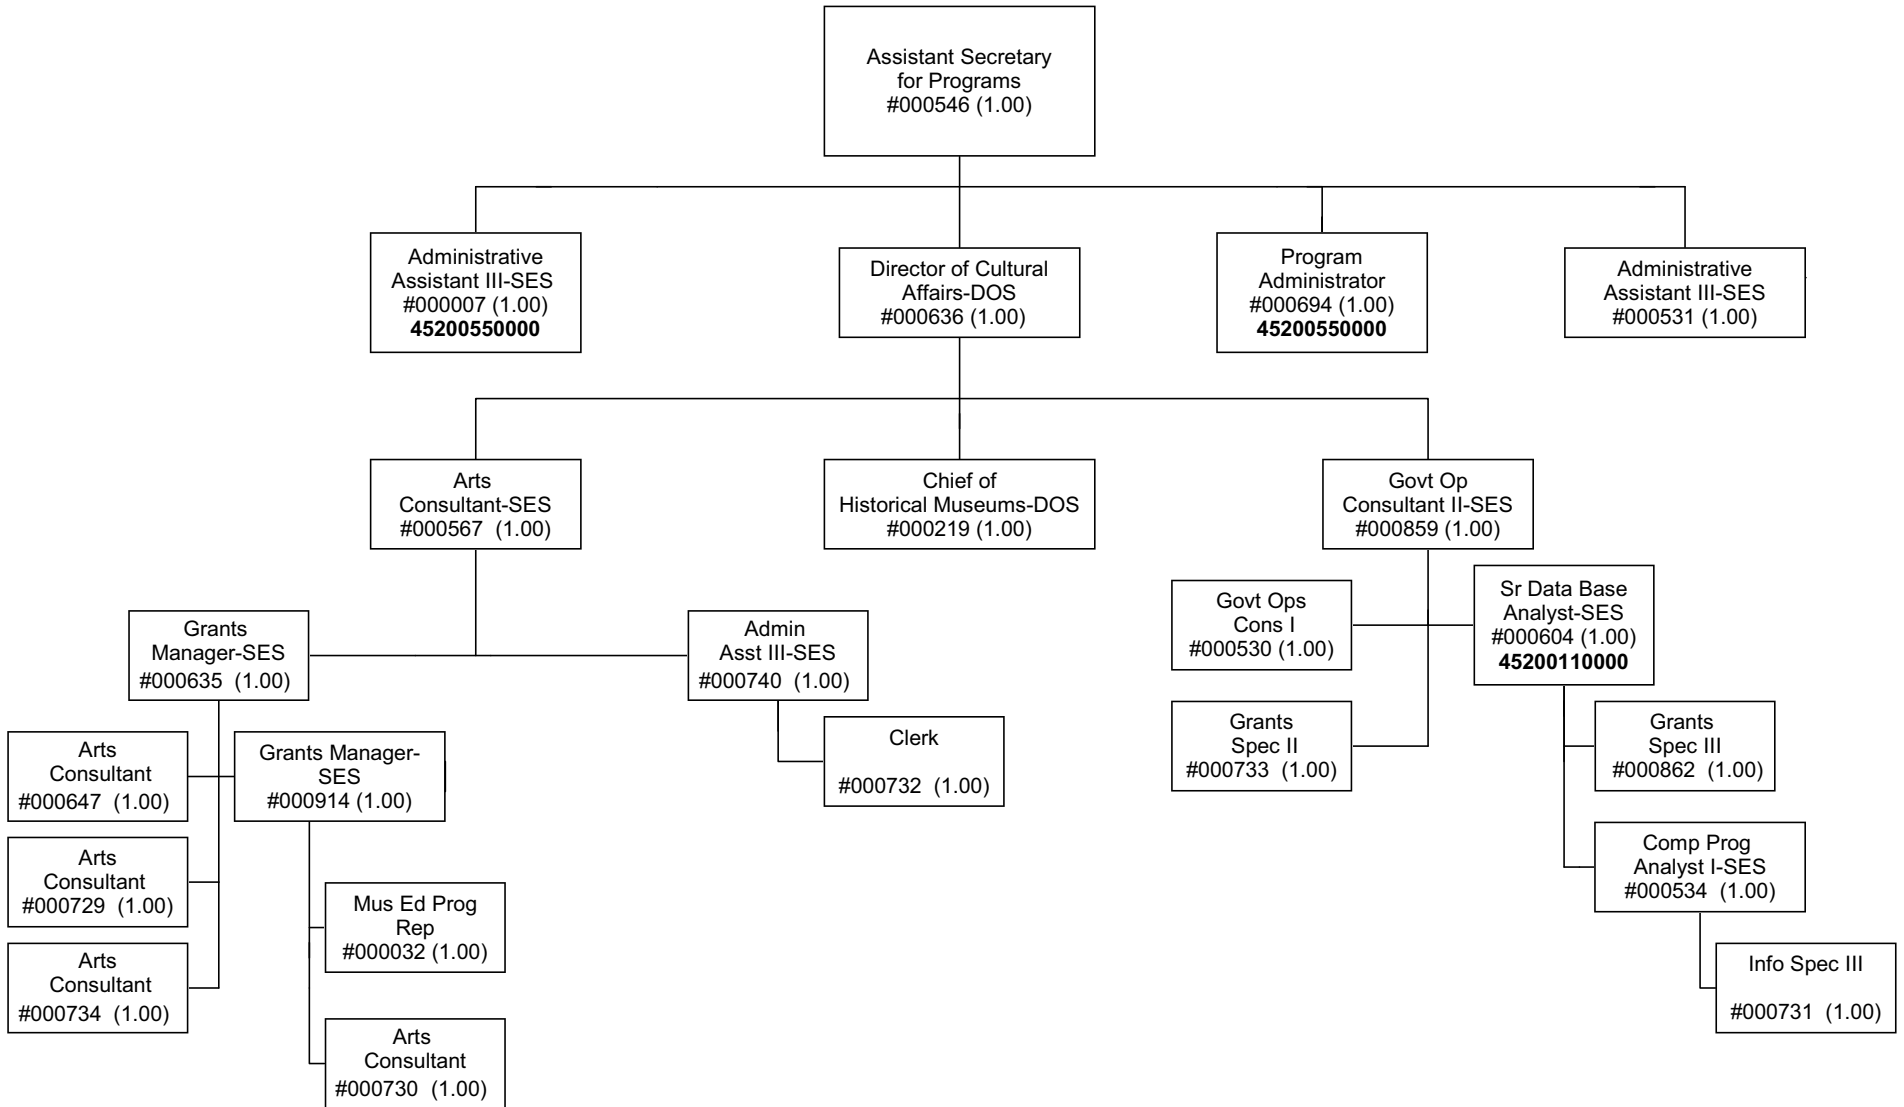 Assistant Secretary
for Programs
#000546 (1.00)
Administrative
Assistant III-SES
#000007 (1.00)
45200550000
Director of Cultural
Affairs-DOS
#000636 (1.00)
Program
Administrator
#000694 (1.00)
45200550000
Administrative
Assistant III-SES
#000531 (1.00)
Arts
Consultant-SES
#000567 (1.00)
Chief of
Historical Museums-DOS
#000219 (1.00)
Govt Op
Consultant II-SES
#000859 (1.00)
Grants
Manager-SES
#000635 (1.00)
Admin
Asst III-SES
#000740 (1.00)
Govt Ops
Cons I
#000530 (1.00)
Sr Data Base
Analyst-SES
#000604 (1.00)
45200110000
Arts
Consultant
#000647 (1.00)
Grants Manager-
SES
#000914 (1.00)
Clerk
#000732 (1.00)
Grants
Spec II
#000733 (1.00)
Grants
Spec III
#000862 (1.00)
Arts
Consultant
#000729 (1.00)
Mus Ed Prog
Rep
#000032 (1.00)
Comp Prog
Analyst I-SES
#000534 (1.00)
Arts
Consultant
#000734 (1.00)
Info Spec III
#000731 (1.00)
Arts
Consultant
#000730 (1.00)